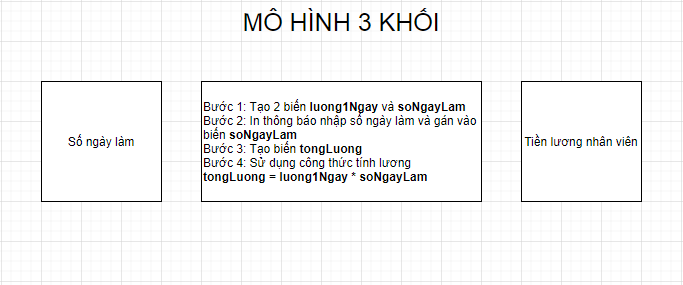 MÔ HÌNH 3 KHỐI
Số ngày làm
Bước 1: Tạo 2 biến luong1Ngay và soNgayLam
Bước 2: In thông báo nhập số ngày làm và gán vào
biến soNgayLam
Bước 3: Tạo biến tongLuong
Bước 4: Sử dụng công thức tính lương
tongLuong = luong1Ngay * soNgayLam
Tiền lương nhân viên